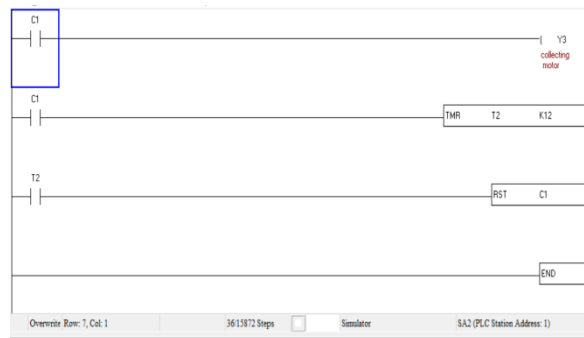 C1
( Y3
collecting
motor
C1
TMR T2 K12
T2
RST C1
END
Overwrite Row: 7, Col: 1 36/15872 Steps Simulator SA2 (PLC Station Address: 1)